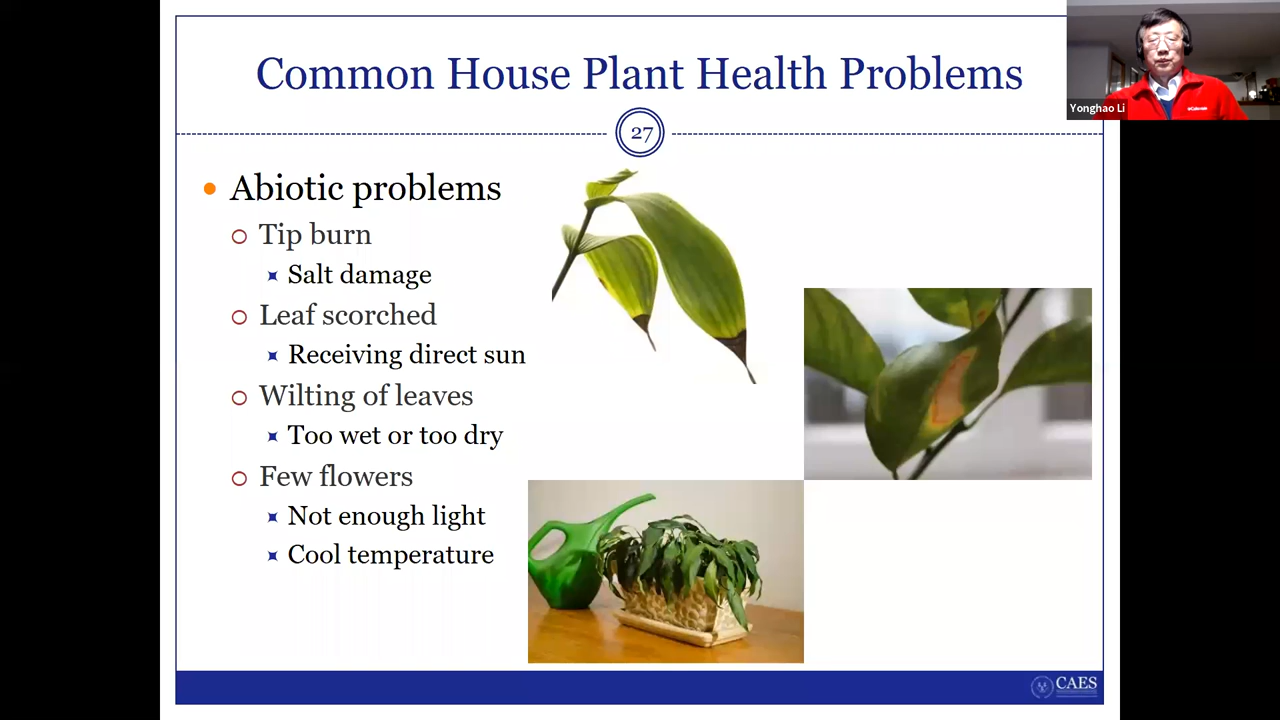 Common House Plant Health Problems
Yonghao Li
27
Abiotic problems
Tip burn
Salt damage
Leaf scorched
Receiving direct sun
Wilting of leaves
Too wet or too dry
Few flowers
Not enough light
Cool temperature
CAES